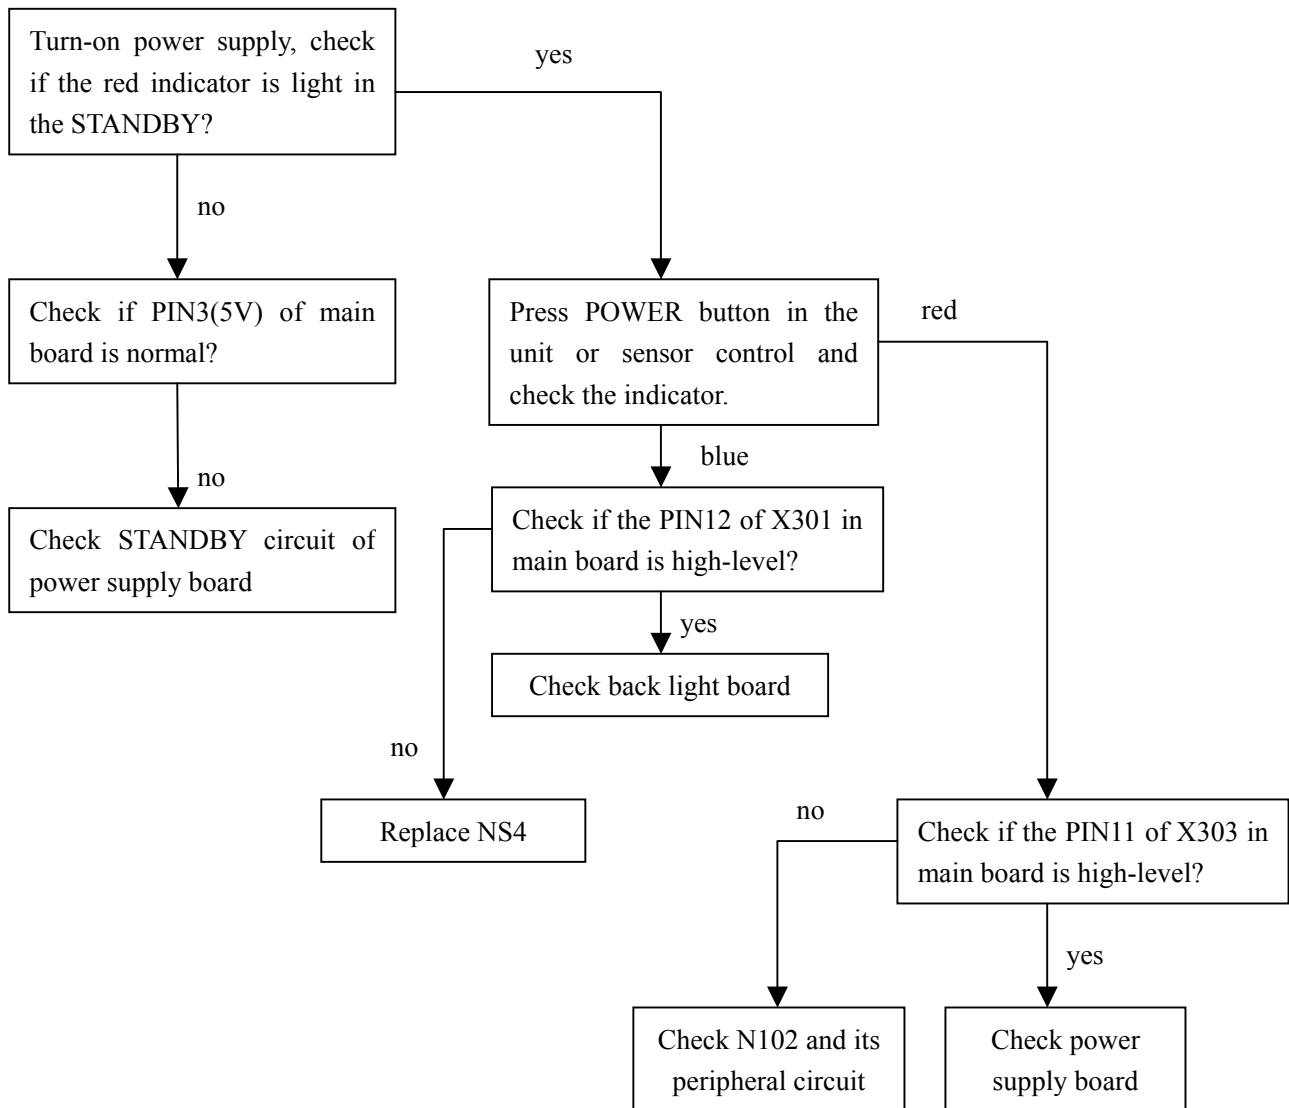 Turn-on power supply, check
if the red indicator is light in
the STANDBY?
yes
no
Check if PIN3(5V) of main
board is normal?
Press POWER button in the
unit or sensor control and
check the indicator.
red
blue
no
Check STANDBY circuit of
power supply board
Check if the PIN12 of X301 in
main board is high-level?
yes
Check back light board
no
Replace NS4
no
Check if the PIN11 of X303 in
main board is high-level?
yes
Check N102 and its
peripheral circuit
Check power
supply board